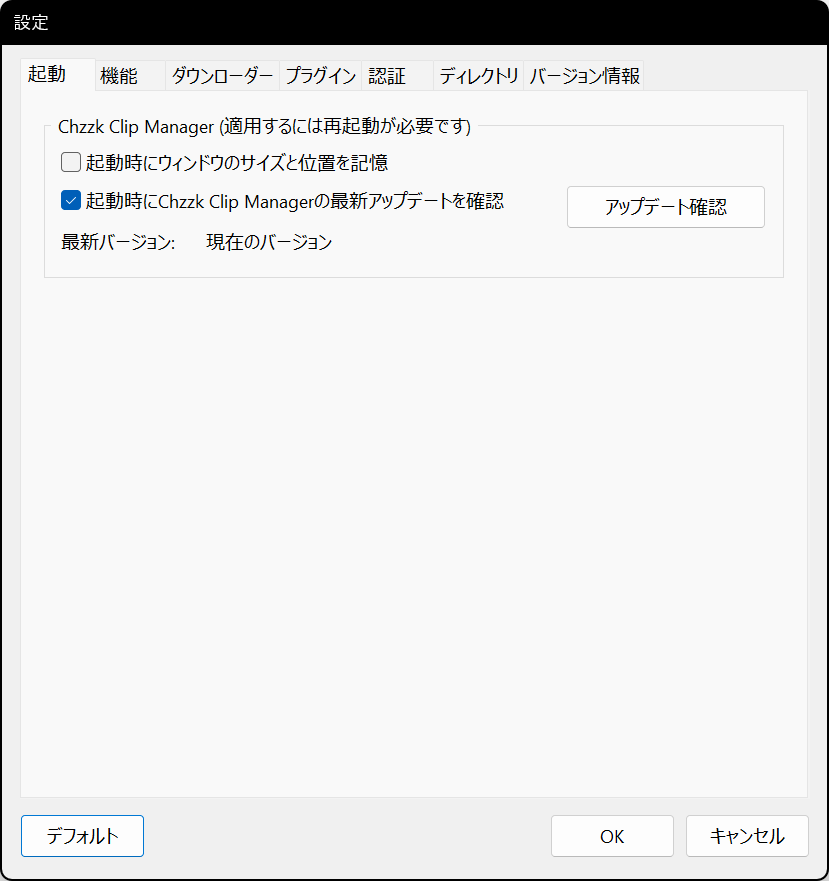 設定
起動 機能 ダウンローダー プラグイン 認証 ディレクトリ バージョン情報
Chzzk Clip Manager (適用するには再起動が必要です)
起動時にウィンドウのサイズと位置を記憶
起動時にChzzk Clip Managerの最新アップデートを確認
アップデート確認
最新バージョン: 現在のバージョン
デフォルト OK キャンセル